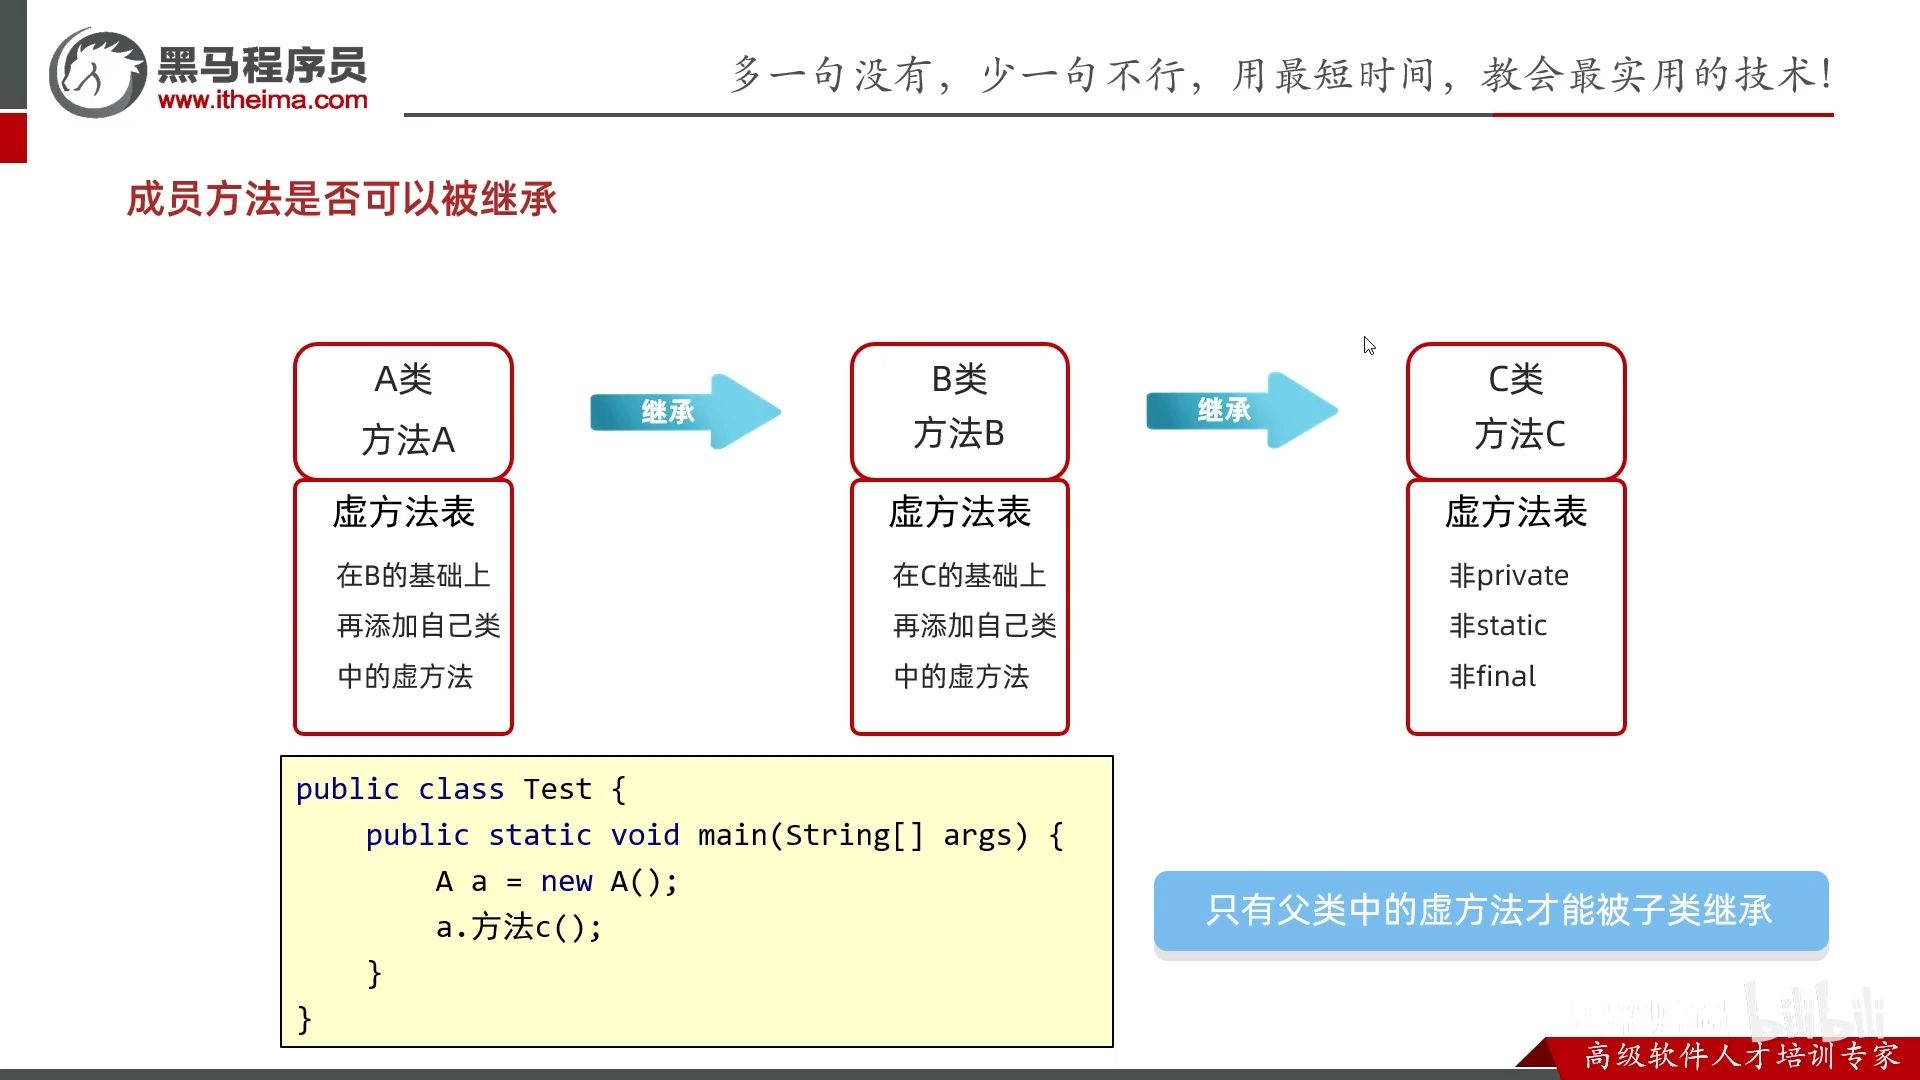 黑马程序员
www.itheima.com
多一句没有，少一句不行，用最短时间，教会最实用的技术！
成员方法是否可以被继承
A类
方法A
继承
B类
方法B
继承
C类
方法C
虚方法表
在B的基础上
再添加自己类
中的虚方法
虚方法表
在C的基础上
再添加自己类
中的虚方法
虚方法表
非private
非static
非final
public class Test {
public static void main(String[] args) {
A a = new A();
a.方法c();
}
}
只有父类中的虚方法才能被子类继承
bilibili
高级软件人才培训专家